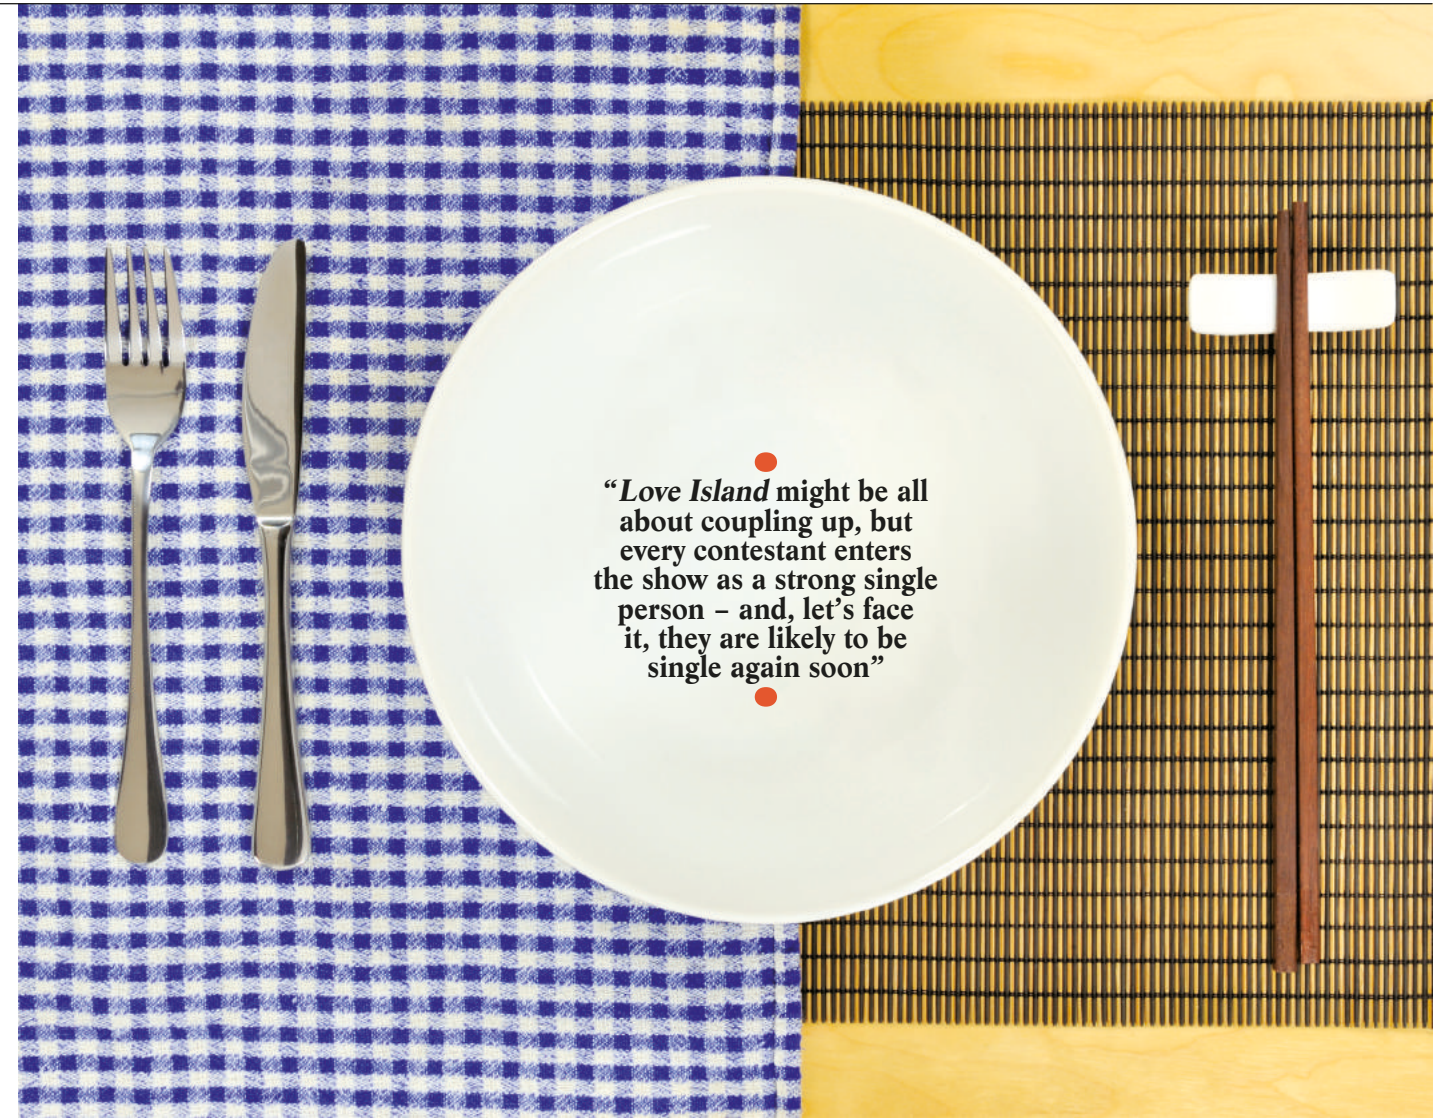 “Love Island might be all
about coupling up, but
every contestant enters
the show as a strong single
person – and, let’s face
it, they are likely to be
single again soon”